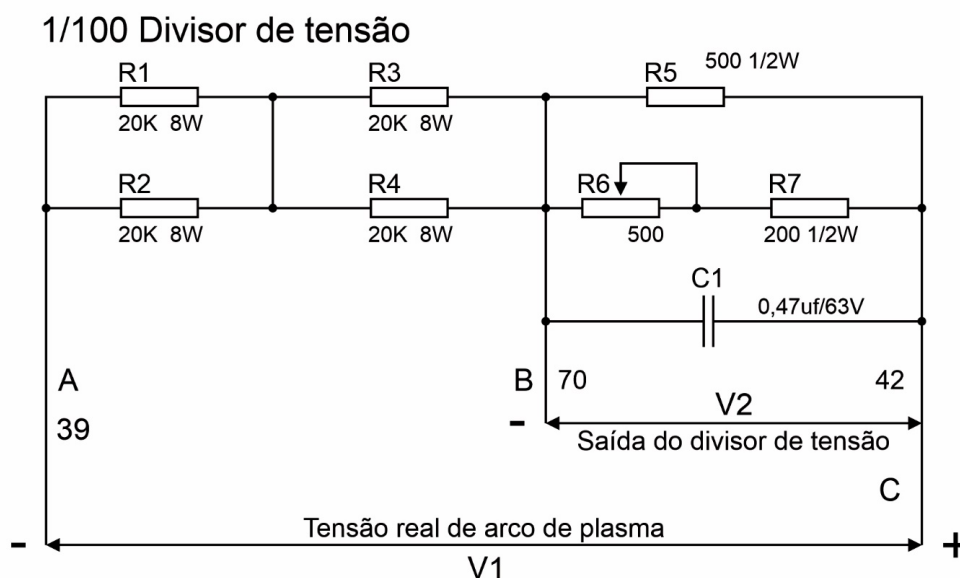 1/100 Divisor de tensão
R1
20K 8W
R3
20K 8W
R5
500 1/2W
R2
20K 8W
R4
20K 8W
R6
500
R7
200 1/2W
C1
0,47uf/63V
A
39
B
70
42
V2
-
Saída do divisor de tensão
C
Tensão real de arco de plasma
-
+
V1